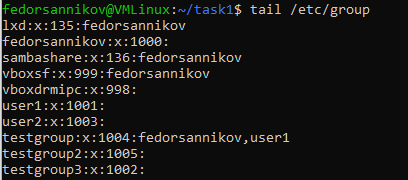 fedorsannikov@VMLinux:~/task1$ tail /etc/group
lxd:x:135:fedorsannikov
fedorsannikov:x:1000:
sambashare:x:136:fedorsannikov
vboxsf:x:999:fedorsannikov
vboxdrmipc:x:998:
user1:x:1001:
user2:x:1003:
testgroup:x:1004:fedorsannikov,user1
testgroup2:x:1005:
testgroup3:x:1002: